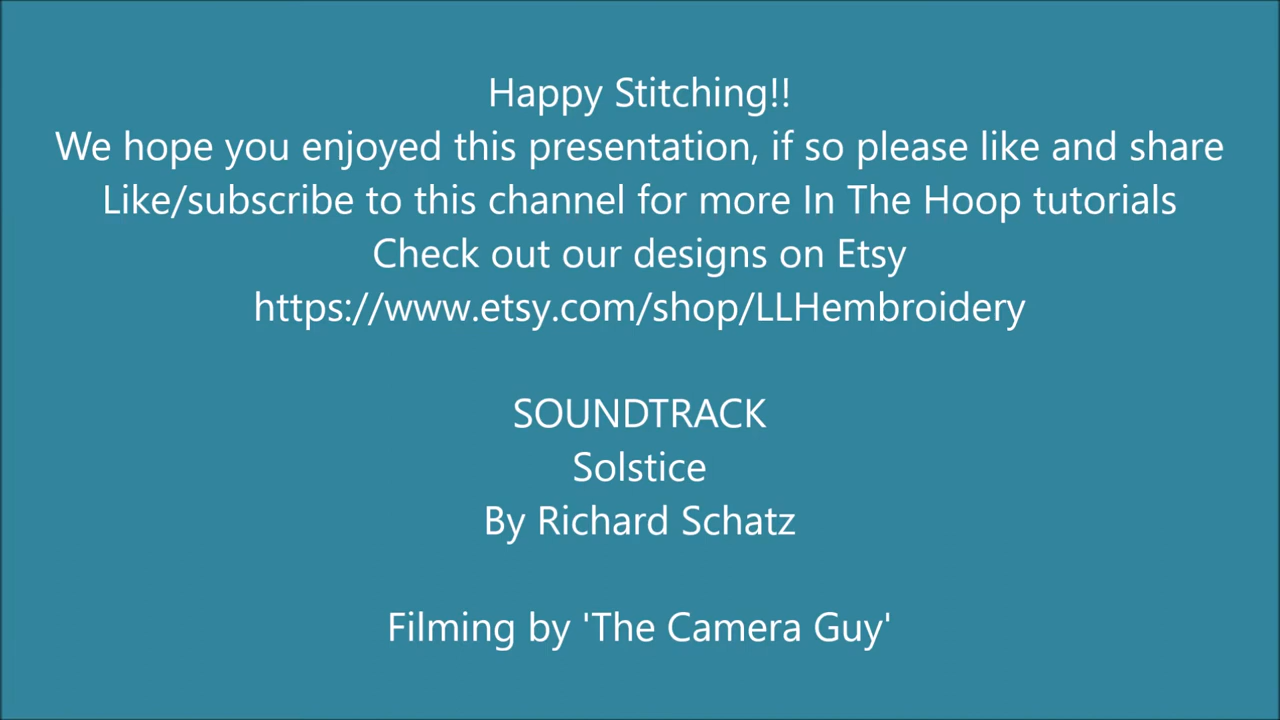 Happy Stitching!!
We hope you enjoyed this presentation, if so please like and share
Like/subscribe to this channel for more In The Hoop tutorials
Check out our designs on Etsy
https://www.etsy.com/shop/LLHembroidery
SOUNDTRACK
Solstice
By Richard Schatz
Filming by 'The Camera Guy'